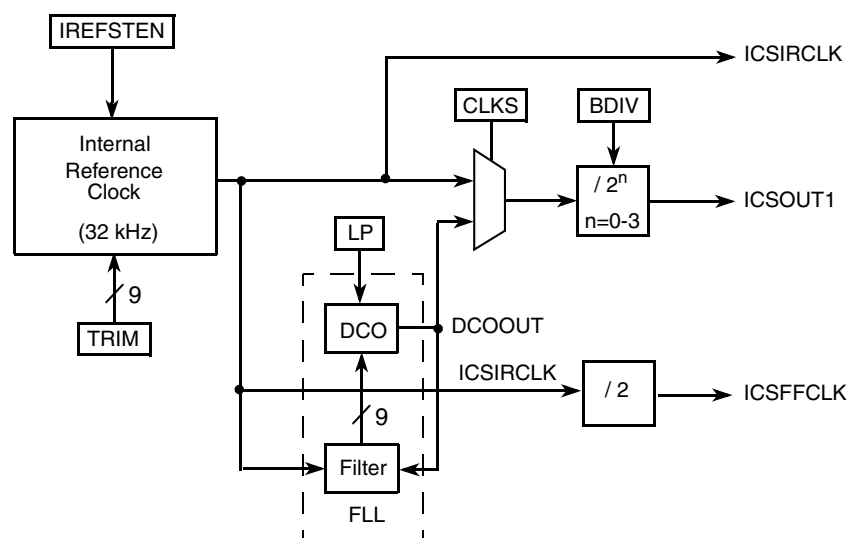 IREFSTEN
ICSIRCLK
CLKS
BDIV
Internal
Reference
Clock
(32 kHz)
/ 2ⁿ
n=0-3
ICSOUT1
LP
9
TRIM
DCO
DCOOUT
ICSIRCLK
/ 2
ICSFFCLK
9
Filter
FLL